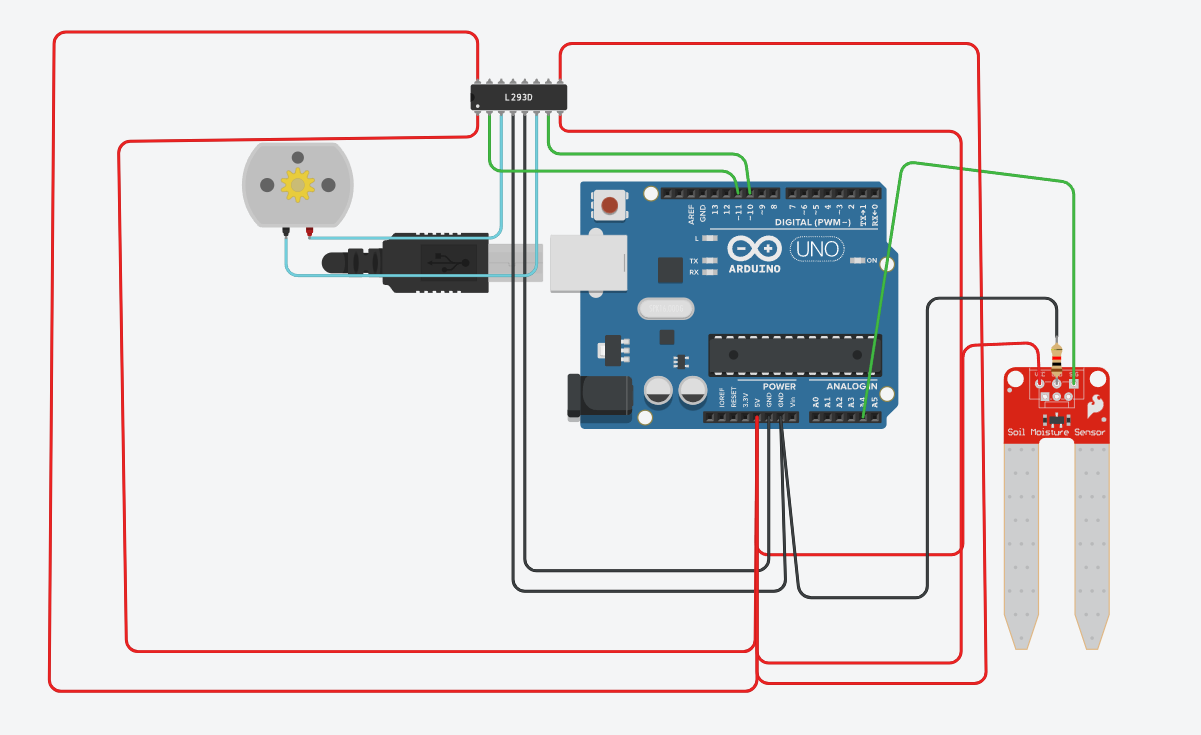 L293D
AREF
GND
13
12
~11
~10
~9
8
7
~6
~5
4
~3
2
TX→1
RX←0
DIGITAL (PWM~)
L
TX
RX
ARDUINO
UNO
ON
POWER
ANALOG IN
IOREF
RESET
3.3V
5V
GND
GND
Vin
A0
A1
A2
A3
A4
A5
Soil Moisture Sensor